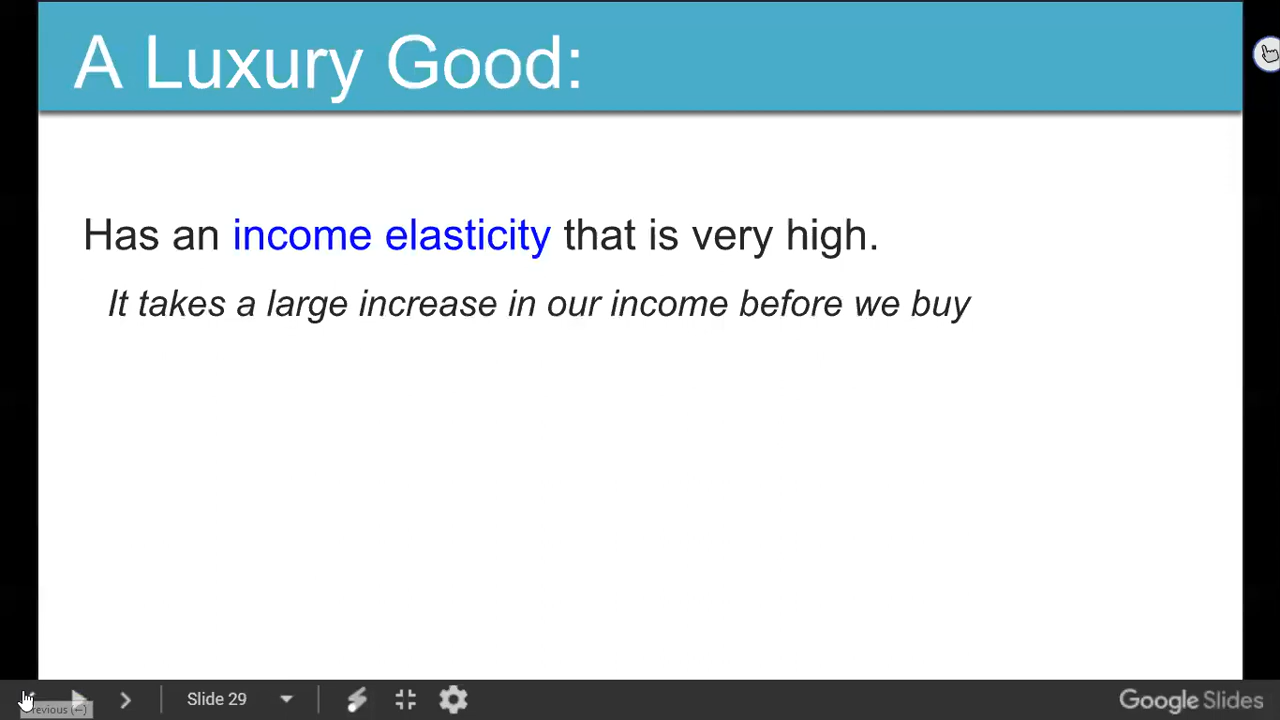 A Luxury Good:
Has an income elasticity that is very high.
It takes a large increase in our income before we buy
Slide 29
Google Slides